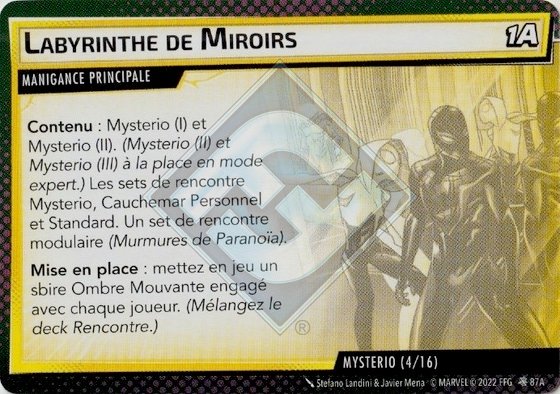 LABYRINTHE DE MIROIRS
1A
MANIGANCE PRINCIPALE
Contenu : Mysterio (I) et
Mysterio (II). (Mysterio (II) et
Mysterio (III) à la place en mode
expert.) Les sets de rencontre
Mysterio, Cauchemar Personnel
et Standard. Un set de rencontre
modulaire (Murmures de Paranoïa).
Mise en place : mettez en jeu un
sbire Ombre Mouvante engagé
avec chaque joueur. (Mélangez le
deck Rencontre.)
®
MYSTERIO (4/16)
Stefano Landini & Javier Mena © MARVEL © 2022 FFG 87A